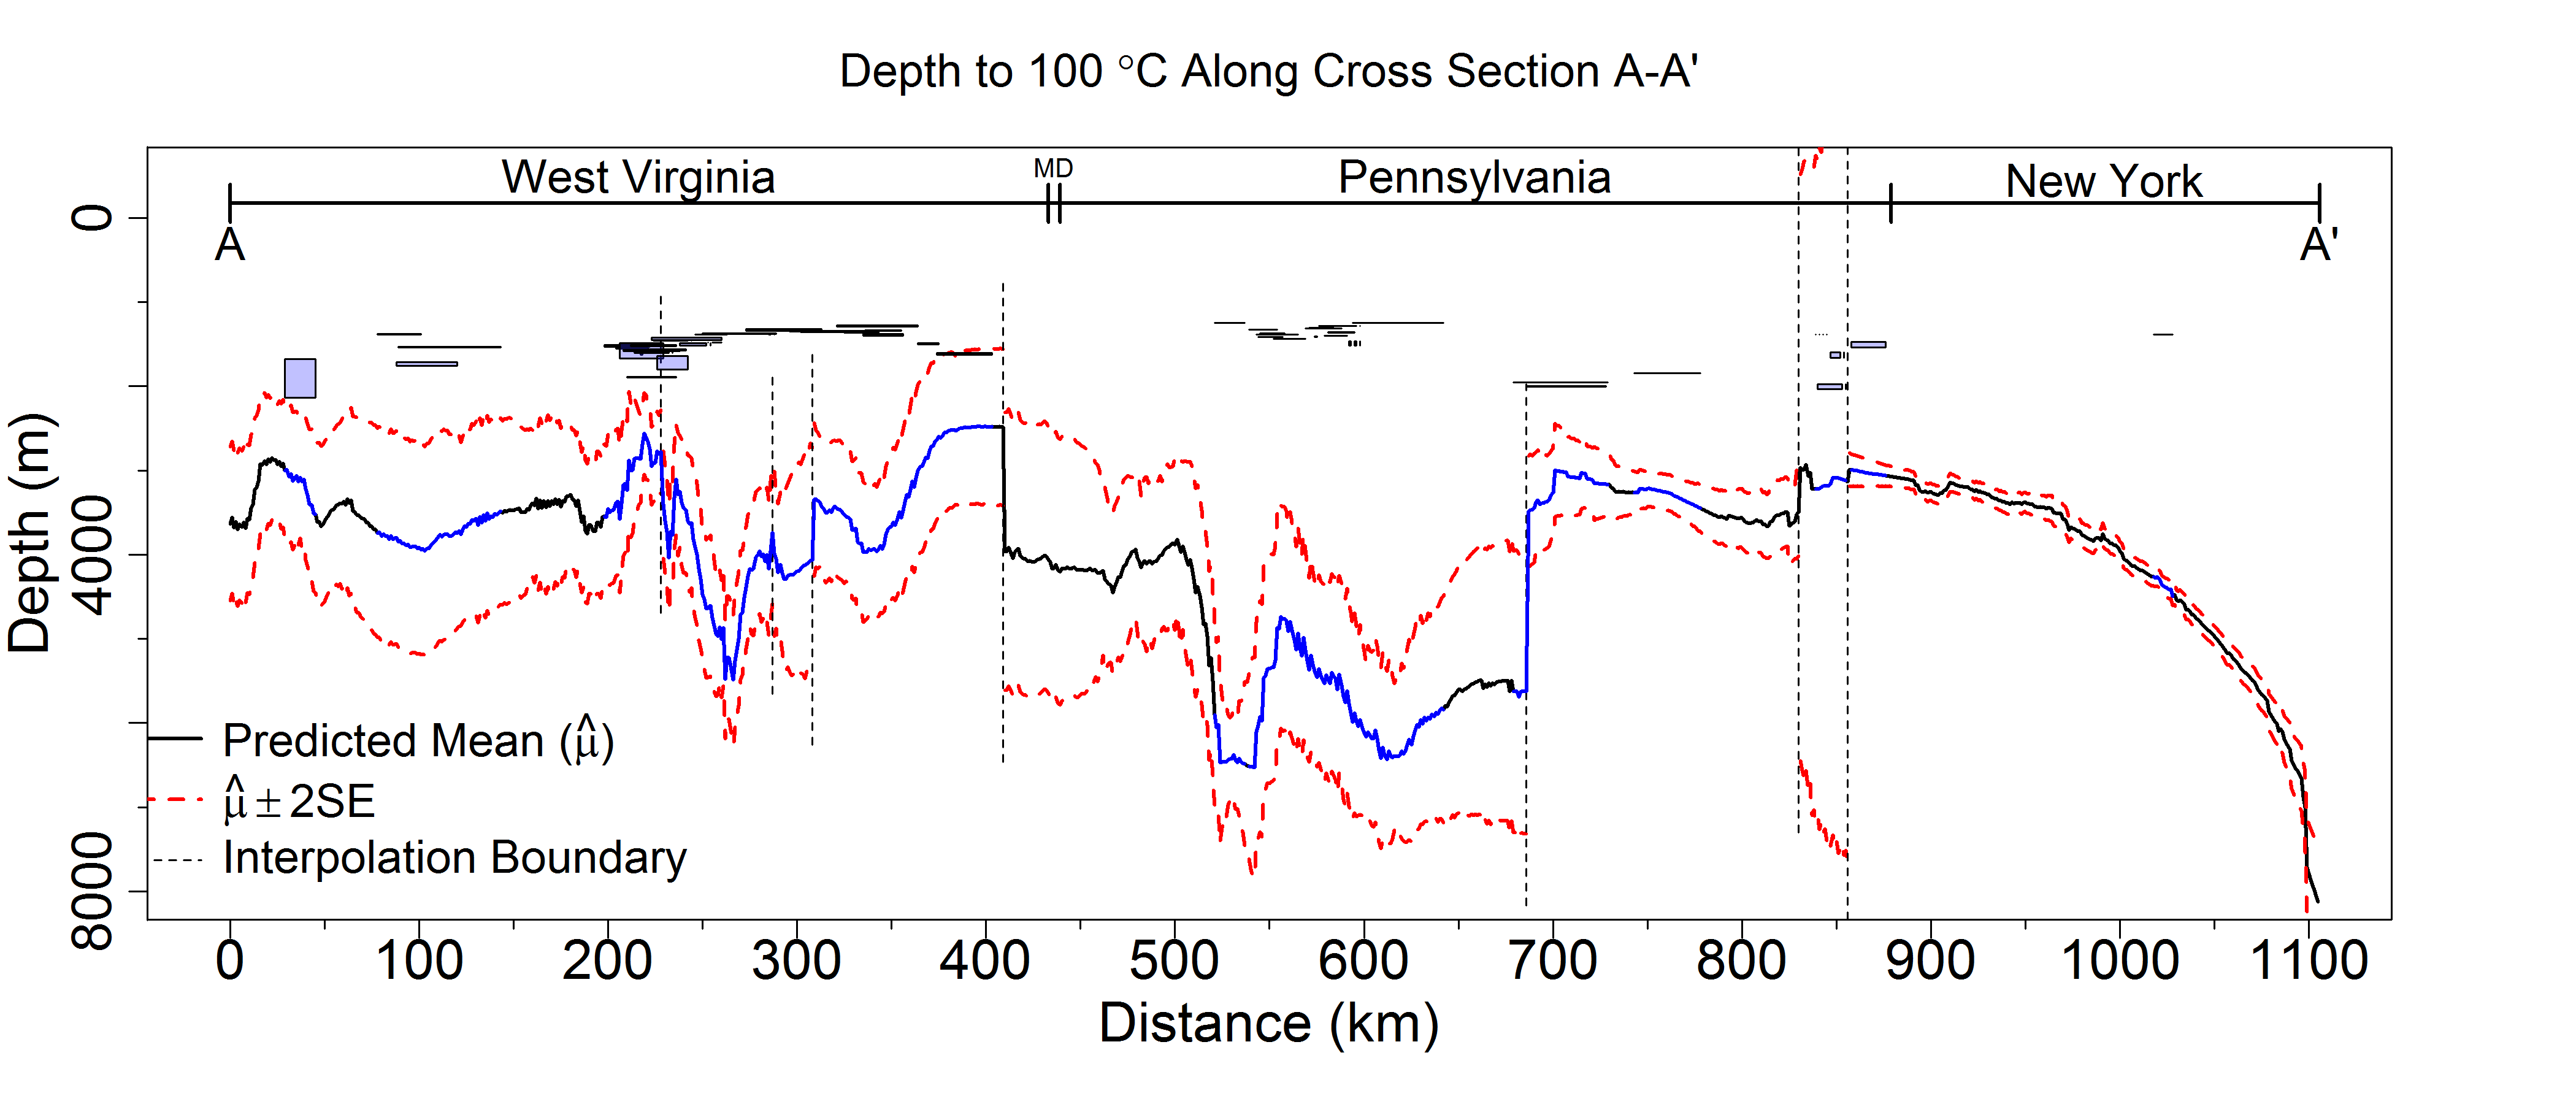 Depth to 100 °C Along Cross Section A-A'
West Virginia
MD
Pennsylvania
New York
A
A'
Depth (m)
0
4000
8000
Predicted Mean (μ̂)
μ̂ ± 2SE
Interpolation Boundary
0 100 200 300 400 500 600 700 800 900 1000 1100
Distance (km)